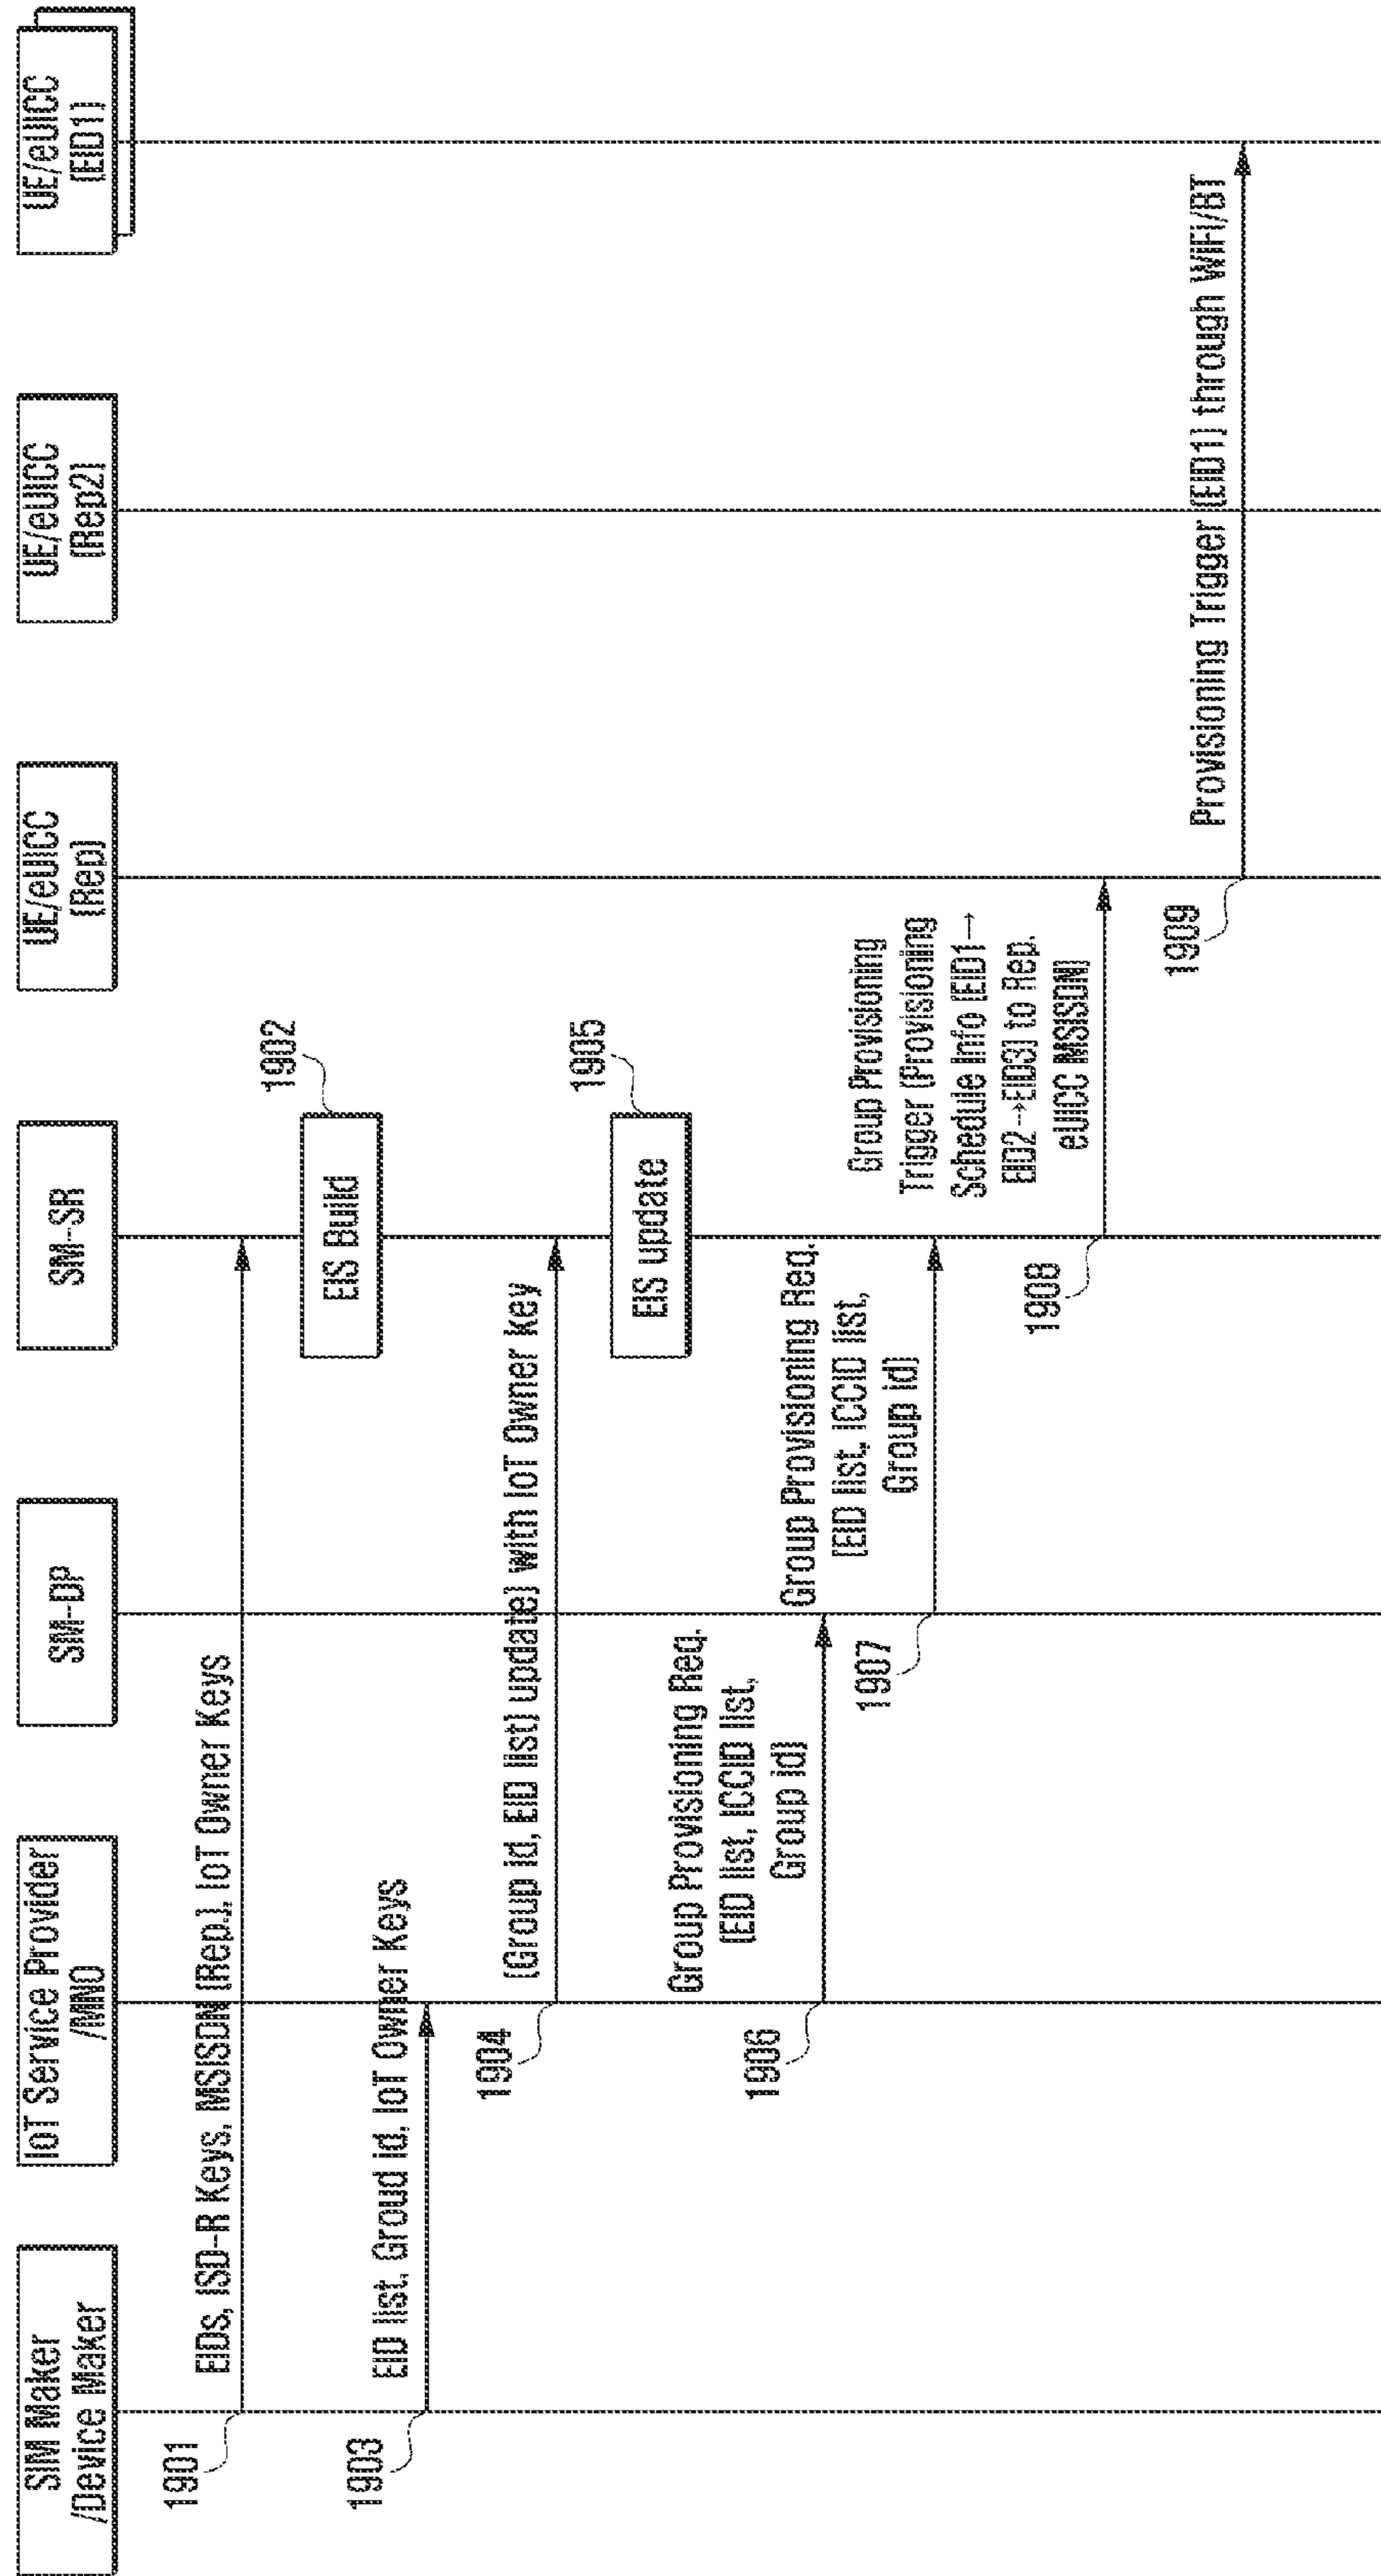 SIM Maker
/Device Maker
IoT Service Provider
/MNO
SM-DP
SM-SR
UE/eUICC
(Rep)
UE/eUICC
(Rep2)
UE/eUICC
(EID1)
1901
EIDs, ISD-R Keys, MSISDN (Rep.), IoT Owner Keys
1902
EIS Build
1903
EID list, Groud id, IoT Owner Keys
1904
(Group id, EID list) update) with IoT Owner Key
1905
EIS update
1906
Group Provisioning Req.
(EID list, ICCID list,
Group id)
1907
Group Provisioning Req.
(EID list, ICCID list,
Group id)
1908
Group Provisioning
Trigger (Provisioning
Schedule Info (EID1→
EID2→EID3) to Rep.
eUICC MSISDN)
1909
Provisioning Trigger (EID1) through WiFi/BT